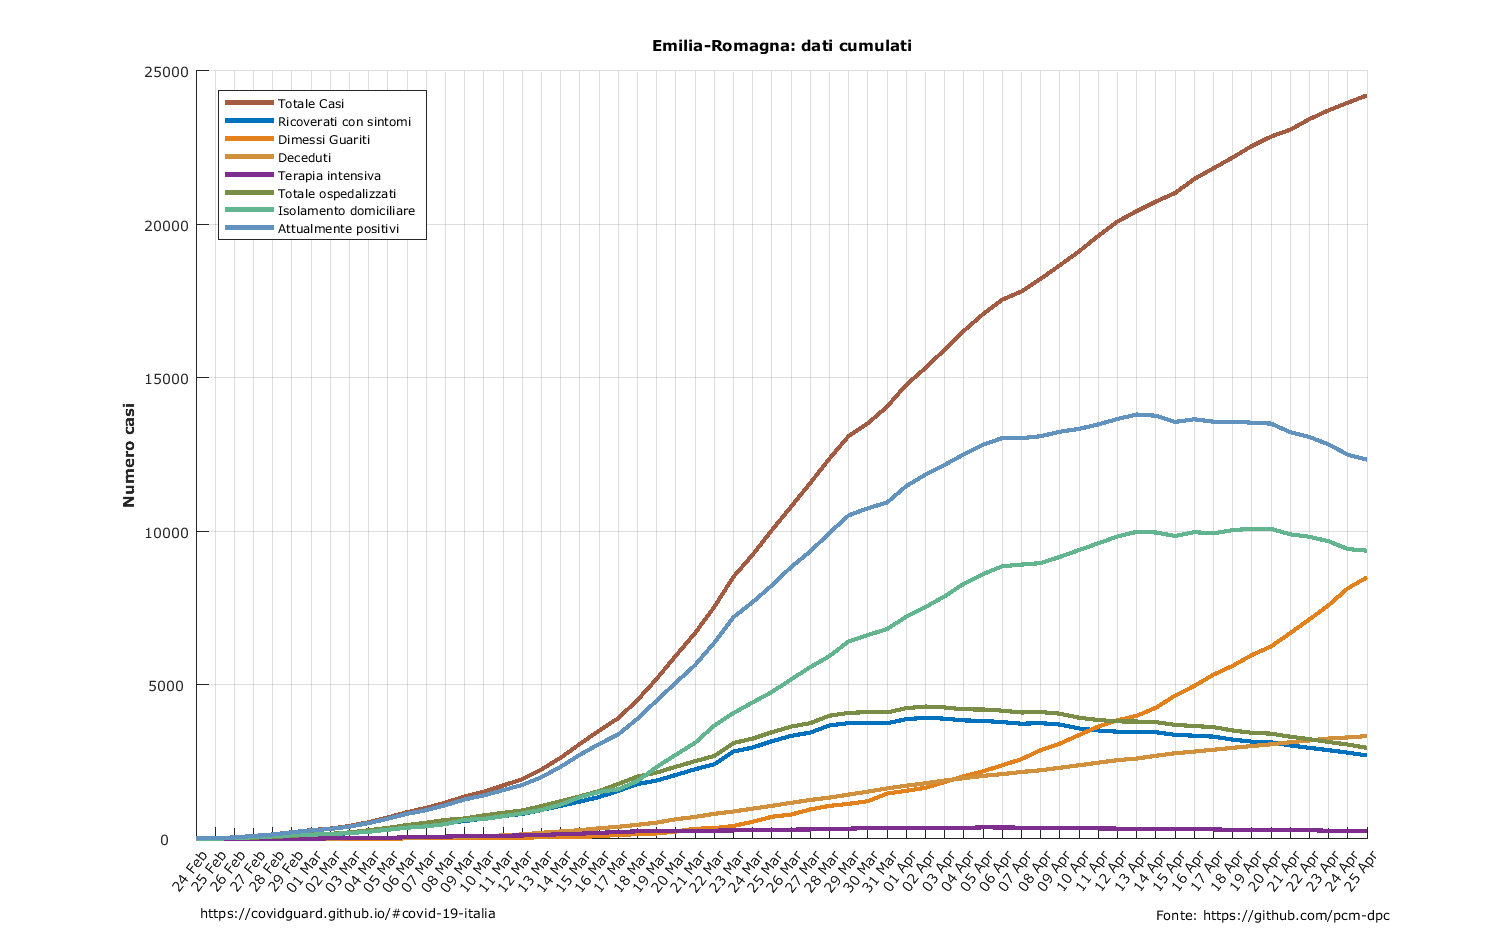 Emilia-Romagna: dati cumulati
25000
20000
15000
10000
5000
0
Numero casi
Totale Casi
Ricoverati con sintomi
Dimessi Guariti
Deceduti
Terapia intensiva
Totale ospedalizzati
Isolamento domiciliare
Attualmente positivi
24 Feb
25 Feb
26 Feb
27 Feb
28 Feb
29 Feb
01 Mar
02 Mar
03 Mar
04 Mar
05 Mar
06 Mar
07 Mar
08 Mar
09 Mar
10 Mar
11 Mar
12 Mar
13 Mar
14 Mar
15 Mar
16 Mar
17 Mar
18 Mar
19 Mar
20 Mar
21 Mar
22 Mar
23 Mar
24 Mar
25 Mar
26 Mar
27 Mar
28 Mar
29 Mar
30 Mar
31 Mar
01 Apr
02 Apr
03 Apr
04 Apr
05 Apr
06 Apr
07 Apr
08 Apr
09 Apr
10 Apr
11 Apr
12 Apr
13 Apr
14 Apr
15 Apr
16 Apr
17 Apr
18 Apr
19 Apr
20 Apr
21 Apr
22 Apr
23 Apr
24 Apr
25 Apr
https://covidguard.github.io/#covid-19-italia
Fonte: https://github.com/pcm-dpc